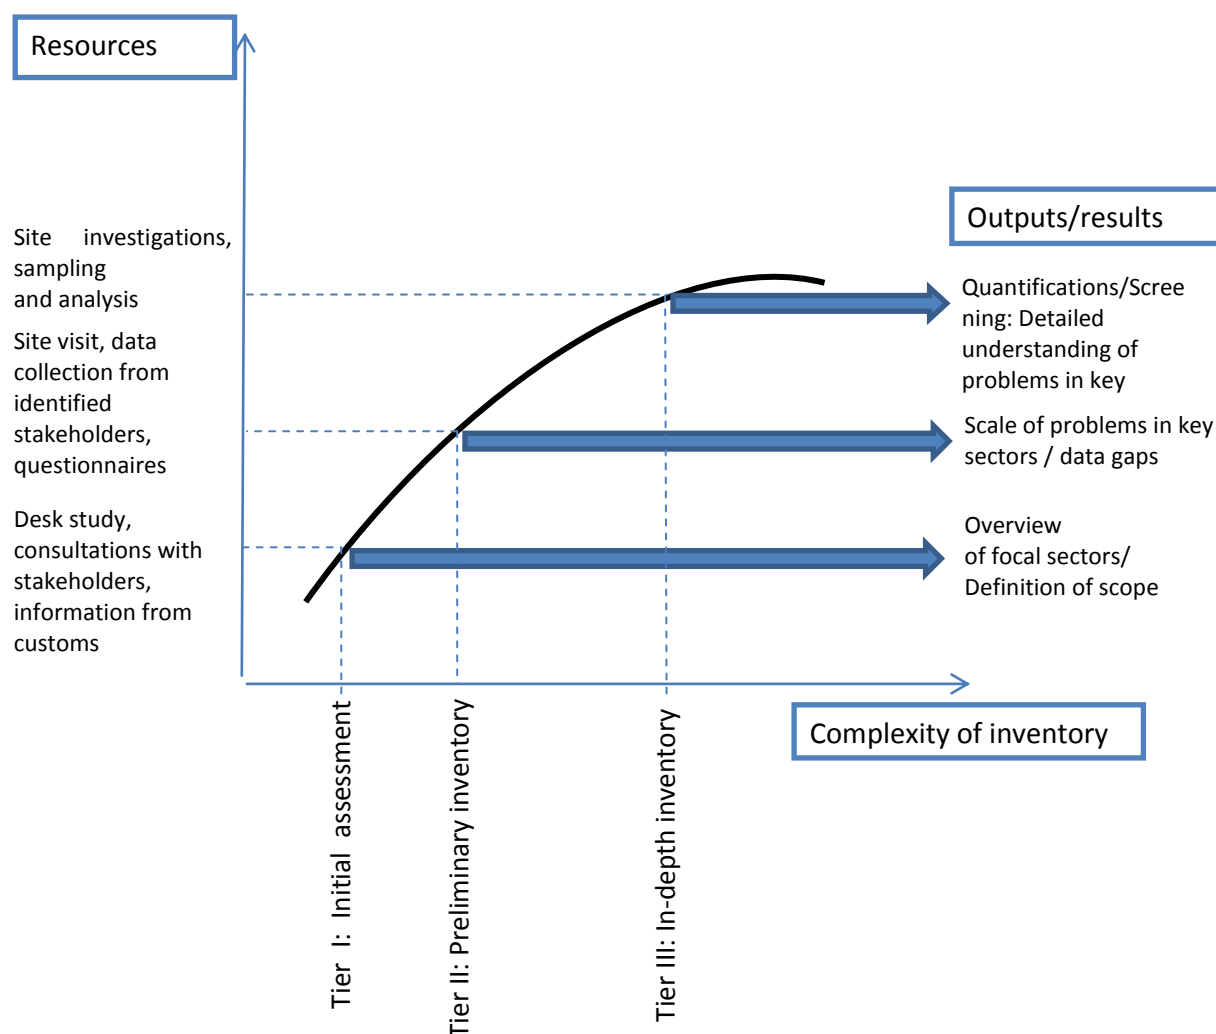 Resources
Site investigations,
sampling
and analysis
Site visit, data
collection from
identified
stakeholders,
questionnaires
Desk study,
consultations with
stakeholders,
information from
customs
Outputs/results
Quantifications/Scree
ning: Detailed
understanding of
problems in key
Scale of problems in key
sectors / data gaps
Overview
of focal sectors/
Definition of scope
Complexity of inventory
Tier I: Initial assessment
Tier II: Preliminary inventory
Tier III: In-depth inventory